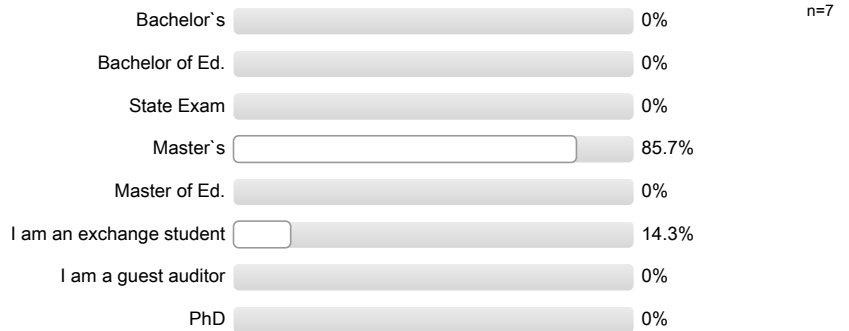 Bachelor`s 0% n=7
Bachelor of Ed. 0%
State Exam 0%
Master`s 85.7%
Master of Ed. 0%
I am an exchange student 14.3%
I am a guest auditor 0%
PhD 0%